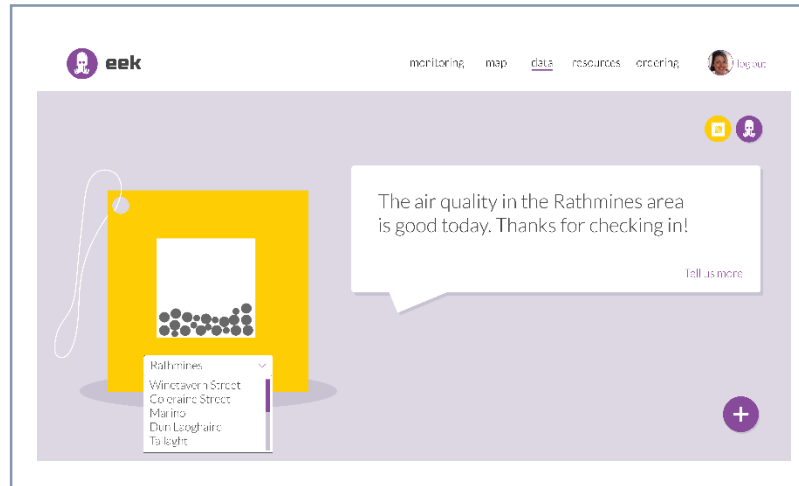 eek
monitoring map data resources ordering log out
The air quality in the Rathmines area
is good today. Thanks for checking in!
Tell us more
Rathmines
Winetavern Street
Coleraine Street
Marino
Dun Laoghaire
Tallaght